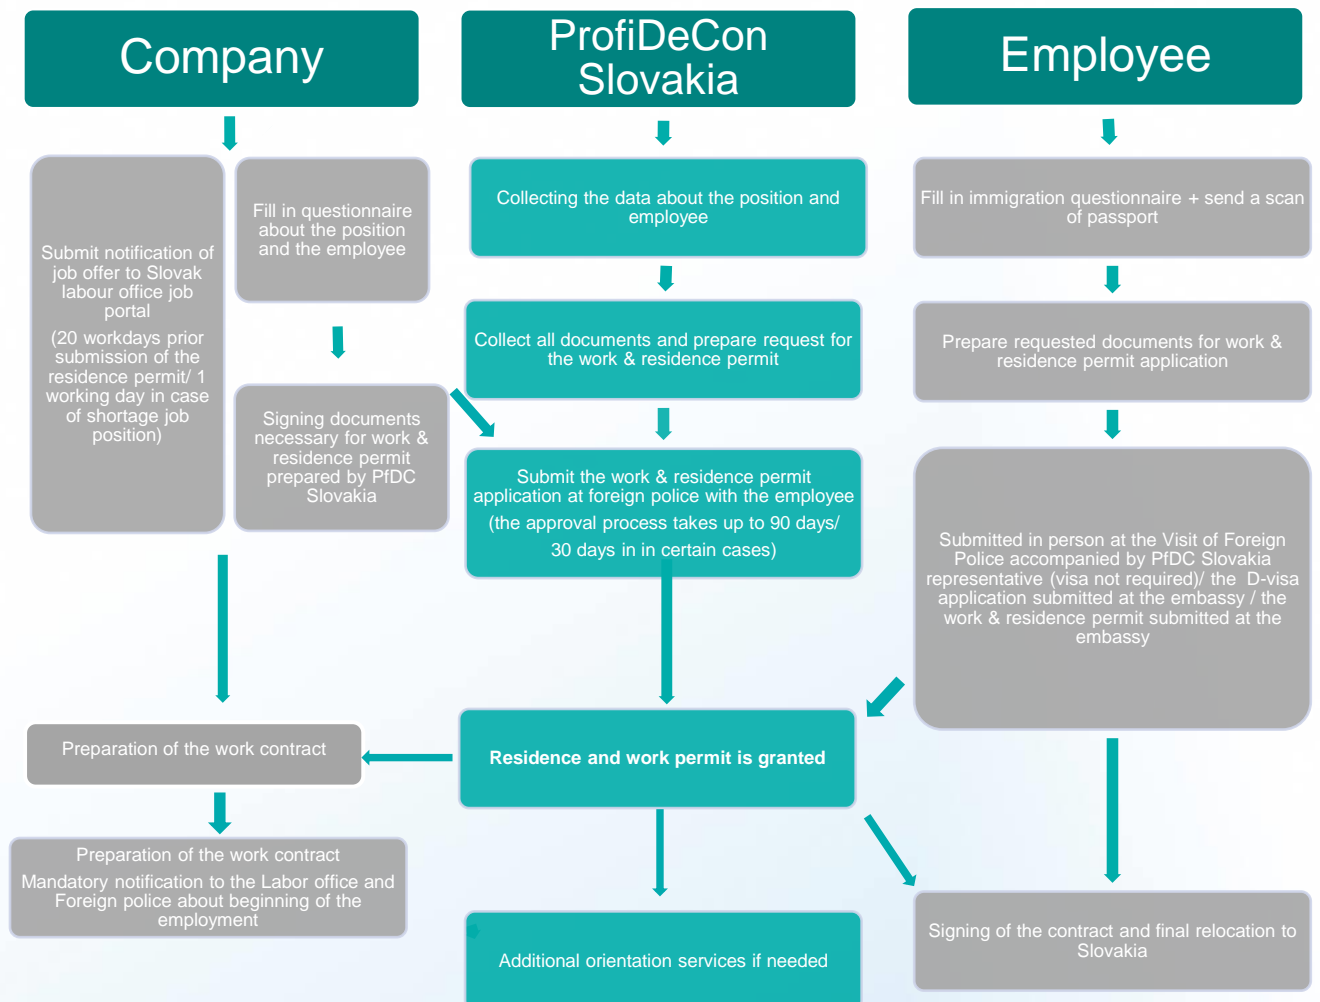 Company
ProfiDeCon
Slovakia
Employee
Submit notification of
job offer to Slovak
labour office job
portal
(20 workdays prior
submission of the
residence permit/ 1
working day in case
of shortage job
position)
Fill in questionnaire
about the position
and the employee
Signing documents
necessary for work &
residence permit
prepared by PfDC
Slovakia
Preparation of the work contract
Preparation of the work contract
Mandatory notification to the Labor office and
Foreign police about beginning of the
employment
Collecting the data about the position and
employee
Collect all documents and prepare request for
the work & residence permit
Submit the work & residence permit
application at foreign police with the employee
(the approval process takes up to 90 days/
30 days in in certain cases)
Residence and work permit is granted
Additional orientation services if needed
Fill in immigration questionnaire + send a scan
of passport
Prepare requested documents for work &
residence permit application
Submitted in person at the Visit of Foreign
Police accompanied by PfDC Slovakia
representative (visa not required)/ the D-visa
application submitted at the embassy / the
work & residence permit submitted at the
embassy
Signing of the contract and final relocation to
Slovakia